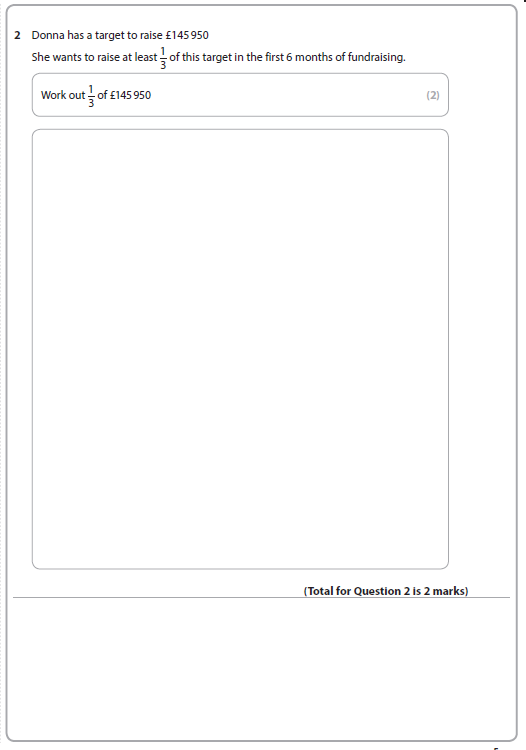 2 Donna has a target to raise £145 950
She wants to raise at least 1/3 of this target in the first 6 months of fundraising.
Work out 1/3 of £145 950 (2)
(Total for Question 2 is 2 marks)